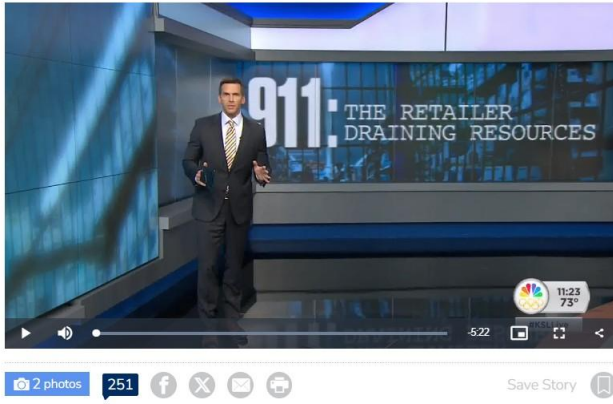 911:
THE RETAILER
DRAINING RESOURCES
11:23
73°
-5:22
2 photos
251
Save Story